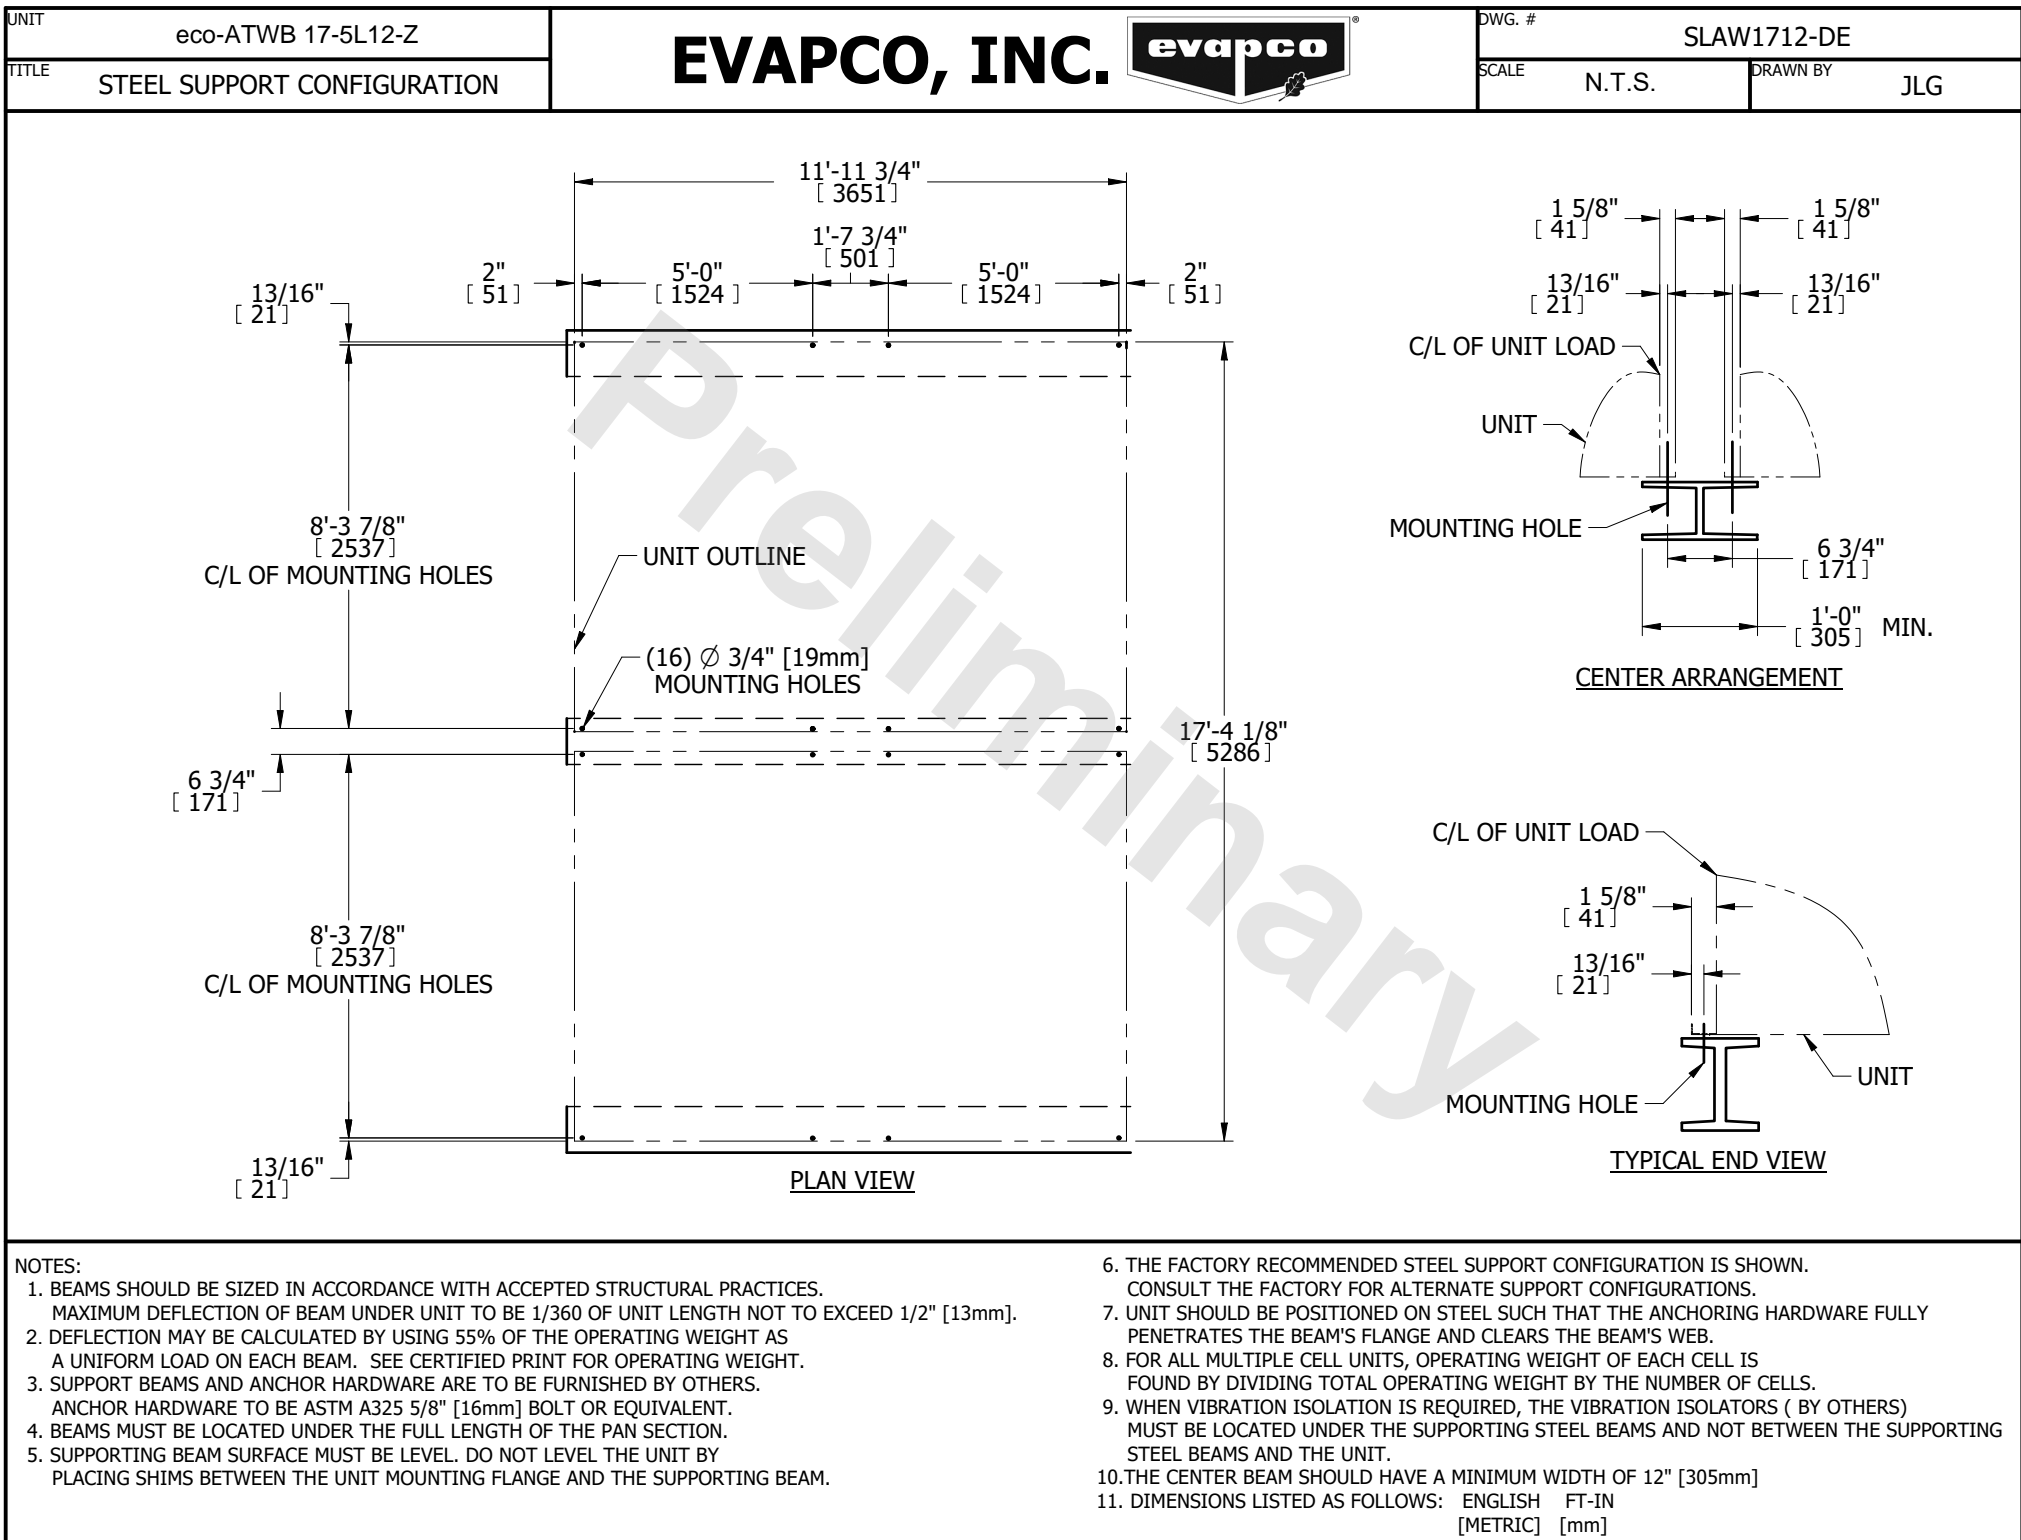 UNIT
eco-ATWB 17-5L12-Z
TITLE
STEEL SUPPORT CONFIGURATION
EVAPCO, INC.
evapco
®
DWG. #
SLAW1712-DE
SCALE
N.T.S.
DRAWN BY
JLG
11'-11 3/4"
[ 3651]
1'-7 3/4"
[ 501 ]
2"
[ 51]
5'-0"
[ 1524 ]
5'-0"
[ 1524]
2"
[ 51]
13/16"
[ 21]
8'-3 7/8"
[ 2537]
C/L OF MOUNTING HOLES
UNIT OUTLINE
(16) Ø 3/4" [19mm]
MOUNTING HOLES
6 3/4"
[ 171]
17'-4 1/8"
[ 5286]
8'-3 7/8"
[ 2537]
C/L OF MOUNTING HOLES
13/16"
[ 21]
PLAN VIEW
Preliminary
1 5/8"
[ 41]
1 5/8"
[ 41]
13/16"
[ 21]
13/16"
[ 21]
C/L OF UNIT LOAD
UNIT
MOUNTING HOLE
6 3/4"
[ 171]
1'-0"
[ 305]
MIN.
CENTER ARRANGEMENT
C/L OF UNIT LOAD
1 5/8"
[ 41]
13/16"
[ 21]
UNIT
MOUNTING HOLE
TYPICAL END VIEW
NOTES:
1. BEAMS SHOULD BE SIZED IN ACCORDANCE WITH ACCEPTED STRUCTURAL PRACTICES.
MAXIMUM DEFLECTION OF BEAM UNDER UNIT TO BE 1/360 OF UNIT LENGTH NOT TO EXCEED 1/2" [13mm].
2. DEFLECTION MAY BE CALCULATED BY USING 55% OF THE OPERATING WEIGHT AS
A UNIFORM LOAD ON EACH BEAM. SEE CERTIFIED PRINT FOR OPERATING WEIGHT.
3. SUPPORT BEAMS AND ANCHOR HARDWARE ARE TO BE FURNISHED BY OTHERS.
ANCHOR HARDWARE TO BE ASTM A325 5/8" [16mm] BOLT OR EQUIVALENT.
4. BEAMS MUST BE LOCATED UNDER THE FULL LENGTH OF THE PAN SECTION.
5. SUPPORTING BEAM SURFACE MUST BE LEVEL. DO NOT LEVEL THE UNIT BY
PLACING SHIMS BETWEEN THE UNIT MOUNTING FLANGE AND THE SUPPORTING BEAM.
6. THE FACTORY RECOMMENDED STEEL SUPPORT CONFIGURATION IS SHOWN.
CONSULT THE FACTORY FOR ALTERNATE SUPPORT CONFIGURATIONS.
7. UNIT SHOULD BE POSITIONED ON STEEL SUCH THAT THE ANCHORING HARDWARE FULLY
PENETRATES THE BEAM'S FLANGE AND CLEARS THE BEAM'S WEB.
8. FOR ALL MULTIPLE CELL UNITS, OPERATING WEIGHT OF EACH CELL IS
FOUND BY DIVIDING TOTAL OPERATING WEIGHT BY THE NUMBER OF CELLS.
9. WHEN VIBRATION ISOLATION IS REQUIRED, THE VIBRATION ISOLATORS ( BY OTHERS)
MUST BE LOCATED UNDER THE SUPPORTING STEEL BEAMS AND NOT BETWEEN THE SUPPORTING
STEEL BEAMS AND THE UNIT.
10.THE CENTER BEAM SHOULD HAVE A MINIMUM WIDTH OF 12" [305mm]
11. DIMENSIONS LISTED AS FOLLOWS: ENGLISH FT-IN
[METRIC] [mm]